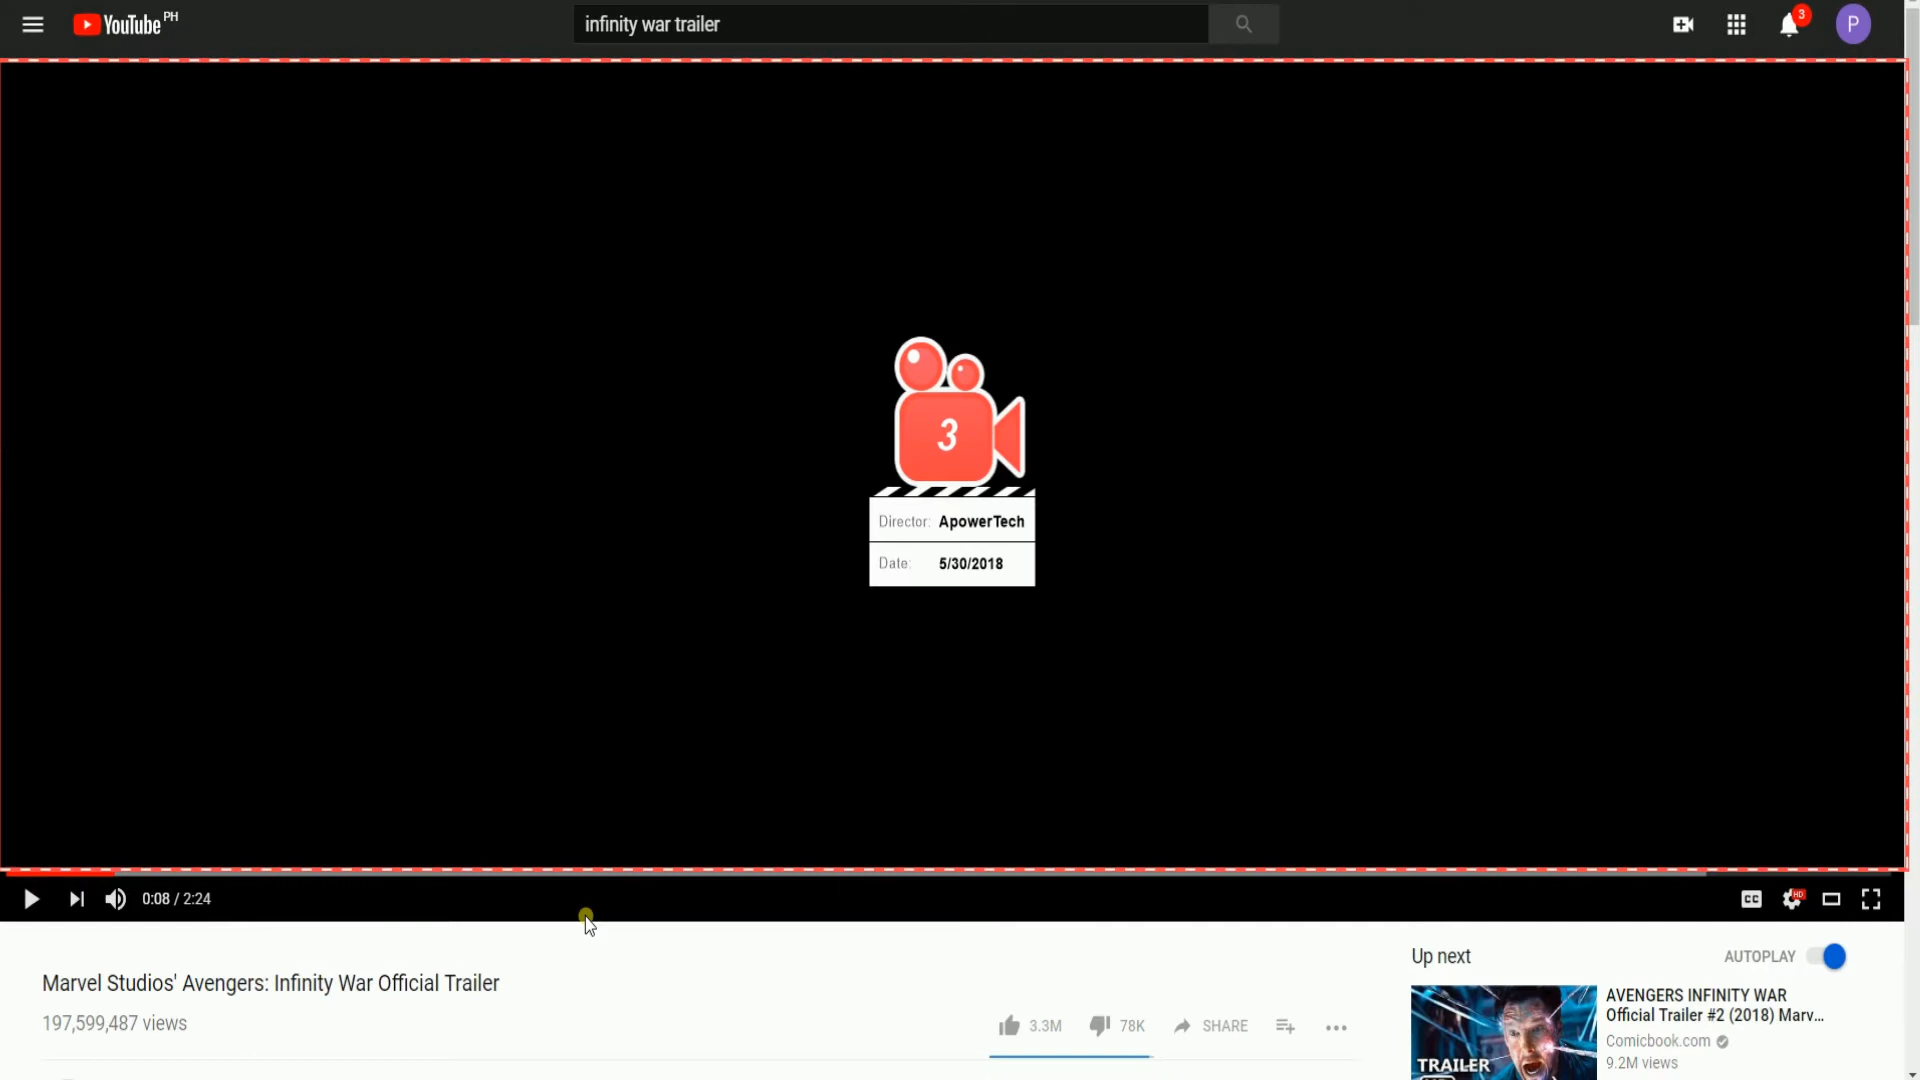 YouTube PH
infinity war trailer
3
P
3
Director: ApowerTech
Date: 5/30/2018
0:08 / 2:24
CC
HD
Up next
AUTOPLAY
Marvel Studios' Avengers: Infinity War Official Trailer
197,599,487 views
3.3M
78K
SHARE
AVENGERS INFINITY WAR
Official Trailer #2 (2018) Marv...
Comicbook.com
9.2M views
TRAILER